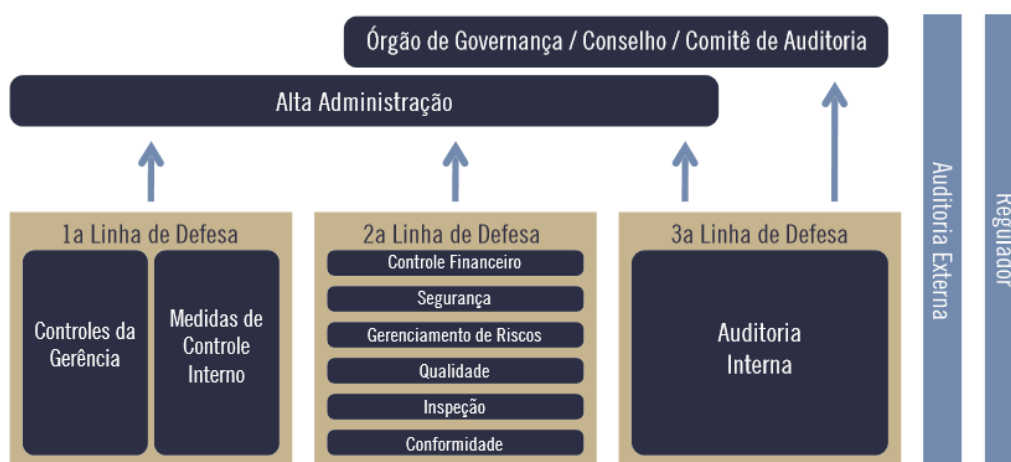 Órgão de Governança / Conselho / Comitê de Auditoria
Alta Administração
1a Linha de Defesa
Controles da
Gerência
Medidas de
Controle
Interno
2a Linha de Defesa
Controle Financeiro
Segurança
Gerenciamento de Riscos
Qualidade
Inspeção
Conformidade
3a Linha de Defesa
Auditoria
Interna
Auditoria Externa
Regulador